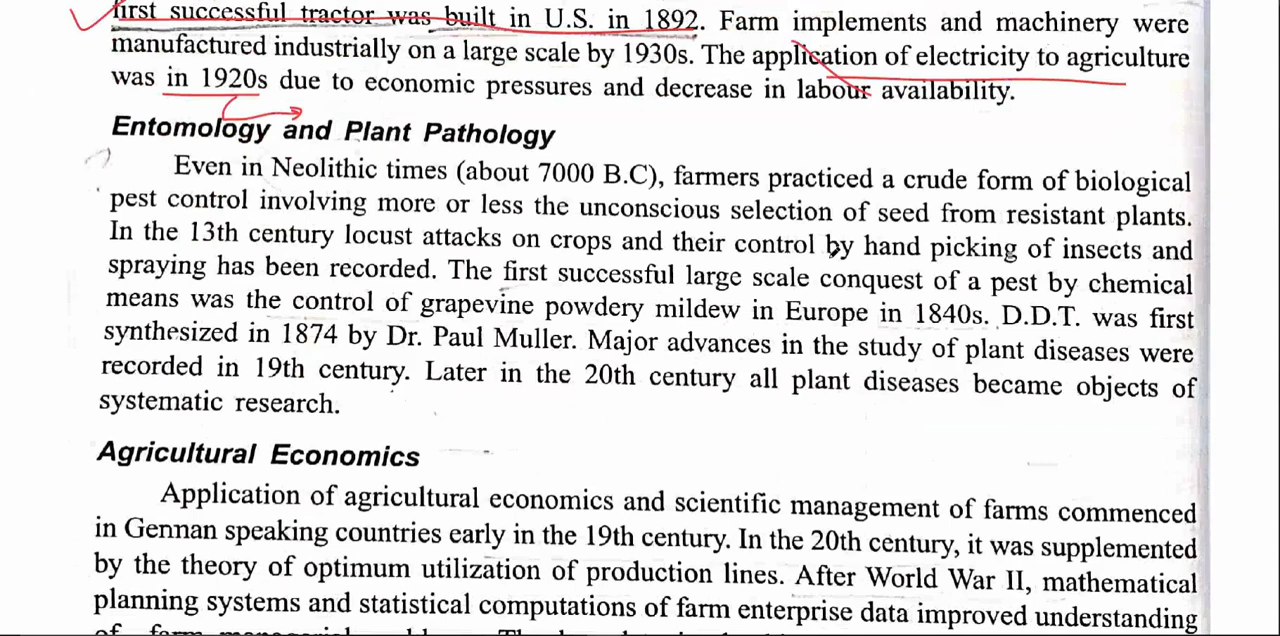 first successful tractor was built in U.S. in 1892. Farm implements and machinery were
manufactured industrially on a large scale by 1930s. The application of electricity to agriculture
was in 1920s due to economic pressures and decrease in labour availability.
Entomology and Plant Pathology
Even in Neolithic times (about 7000 B.C), farmers practiced a crude form of biological
pest control involving more or less the unconscious selection of seed from resistant plants.
In the 13th century locust attacks on crops and their control by hand picking of insects and
spraying has been recorded. The first successful large scale conquest of a pest by chemical
means was the control of grapevine powdery mildew in Europe in 1840s. D.D.T. was first
synthesized in 1874 by Dr. Paul Muller. Major advances in the study of plant diseases were
recorded in 19th century. Later in the 20th century all plant diseases became objects of
systematic research.
Agricultural Economics
Application of agricultural economics and scientific management of farms commenced
in Gennan speaking countries early in the 19th century. In the 20th century, it was supplemented
by the theory of optimum utilization of production lines. After World War II, mathematical
planning systems and statistical computations of farm enterprise data improved understanding
of farm